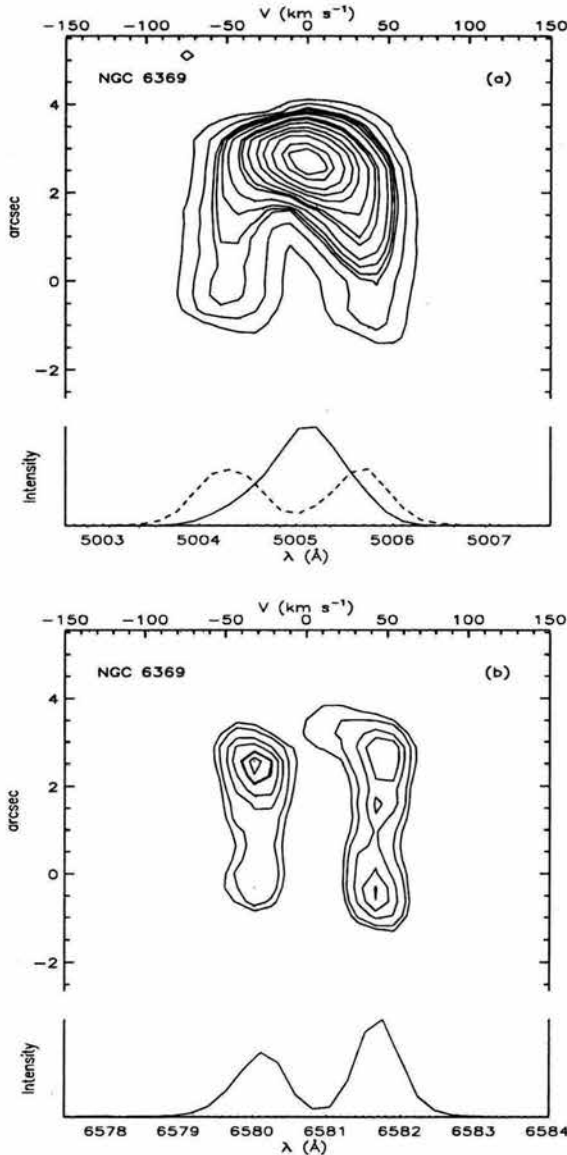 V (km s⁻¹)
−150 −100 −50 0 50 100 150
NGC 6369 (a)
4
2
0
−2
arcsec
Intensity
5003 5004 5005 5006 5007
λ (Å)
V (km s⁻¹)
−150 −100 −50 0 50 100 150
NGC 6369 (b)
4
2
0
−2
arcsec
Intensity
6578 6579 6580 6581 6582 6583 6584
λ (Å)